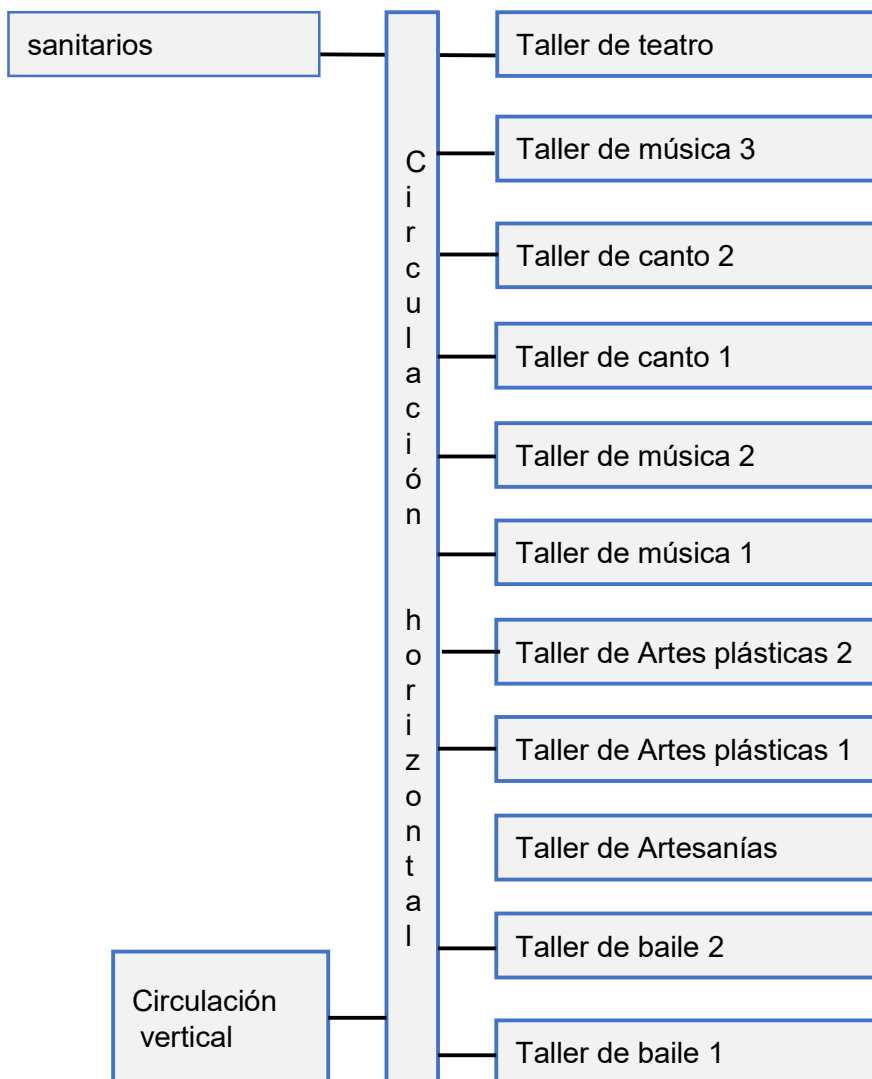 sanitarios
Circulación horizontal
Taller de teatro
Taller de música 3
Taller de canto 2
Taller de canto 1
Taller de música 2
Taller de música 1
Taller de Artes plásticas 2
Taller de Artes plásticas 1
Taller de Artesanías
Taller de baile 2
Circulación
vertical
Taller de baile 1